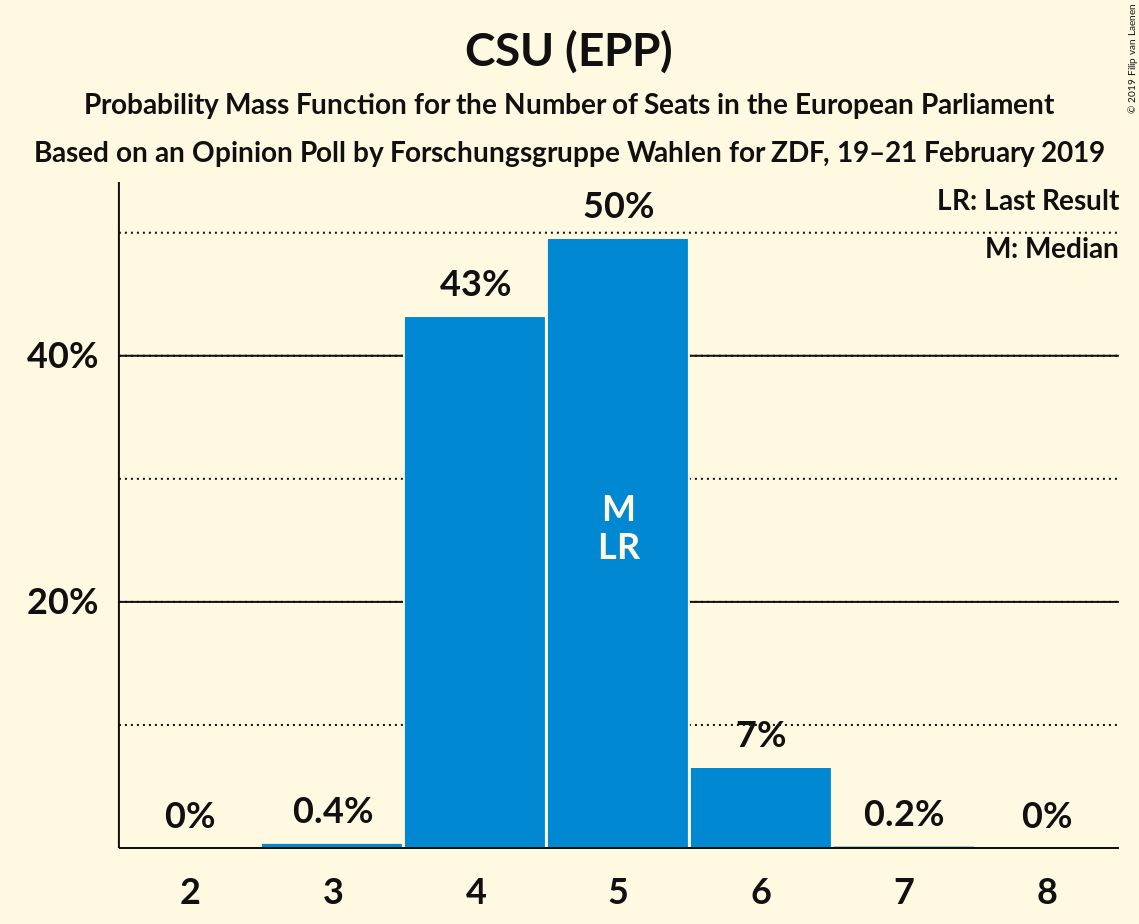 CSU (EPP)
Probability Mass Function for the Number of Seats in the European Parliament
Based on an Opinion Poll by Forschungsgruppe Wahlen for ZDF, 19–21 February 2019
© 2019 Filip van Laenen
LR: Last Result
M: Median
50%
43%
40%
M
LR
20%
7%
0%
0.4%
0.2%
0%
2
3
4
5
6
7
8